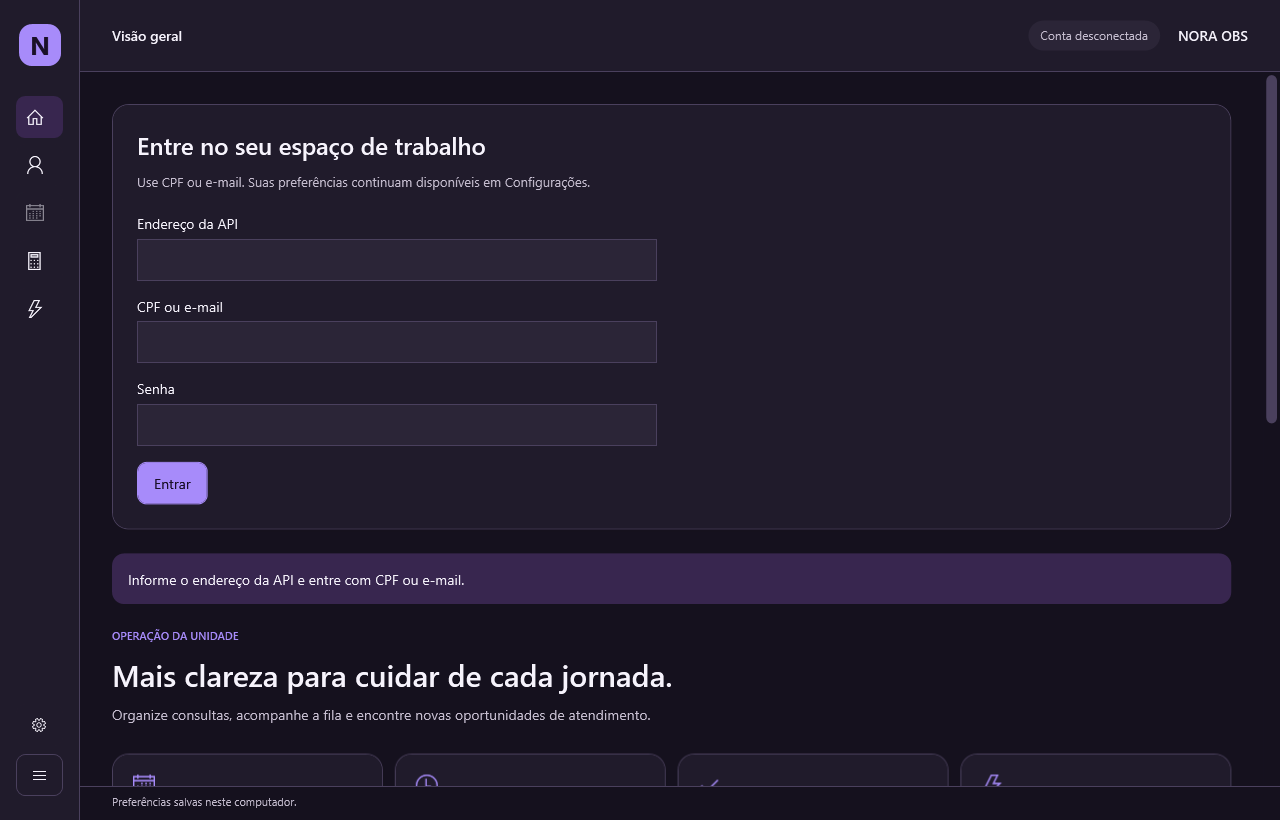 N
Visão geral
Conta desconectada
NORA OBS
Entre no seu espaço de trabalho
Use CPF ou e-mail. Suas preferências continuam disponíveis em Configurações.
Endereço da API
CPF ou e-mail
Senha
Entrar
Informe o endereço da API e entre com CPF ou e-mail.
OPERAÇÃO DA UNIDADE
Mais clareza para cuidar de cada jornada.
Organize consultas, acompanhe a fila e encontre novas oportunidades de atendimento.
Preferências salvas neste computador.